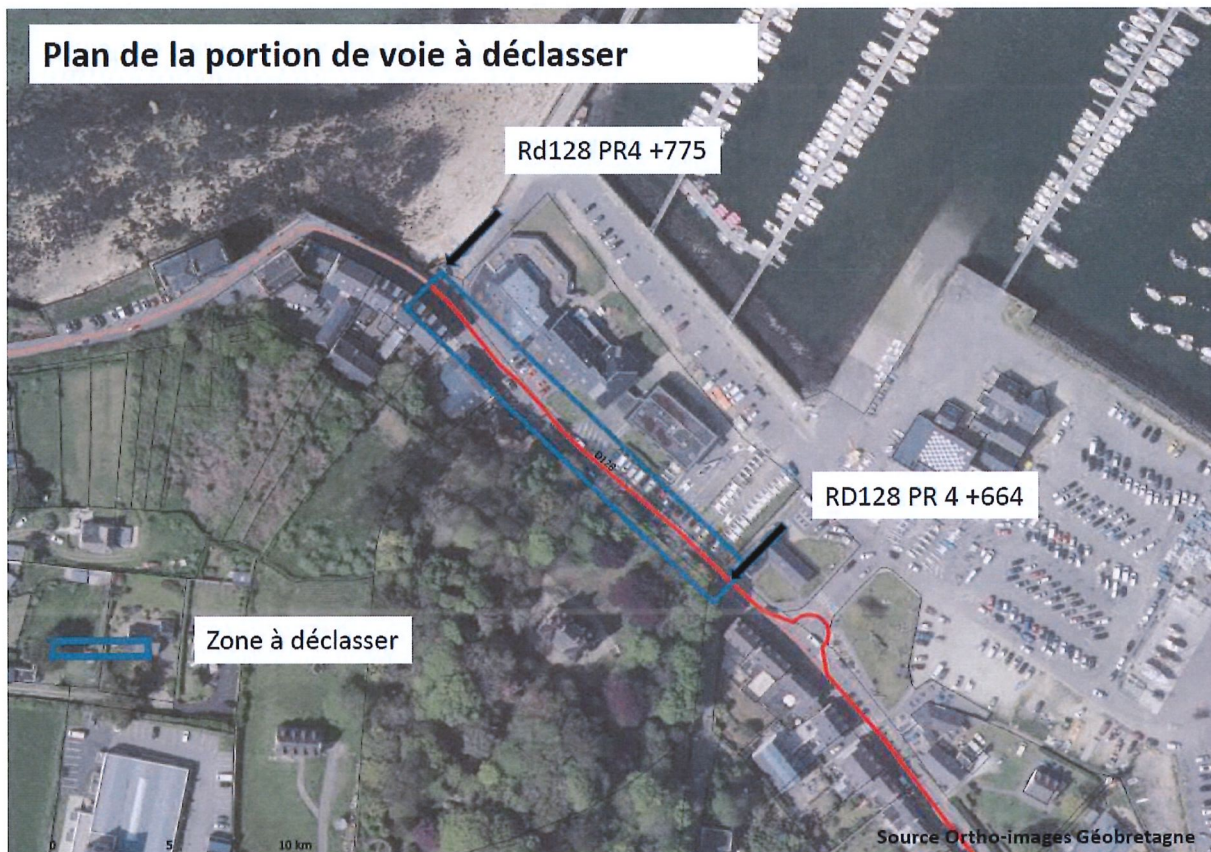 Plan de la portion de voie à déclasser
Rd128 PR4 +775
D128
RD128 PR 4 +664
Zone à déclasser
0 5 10 km
Source Ortho-images Géobretagne